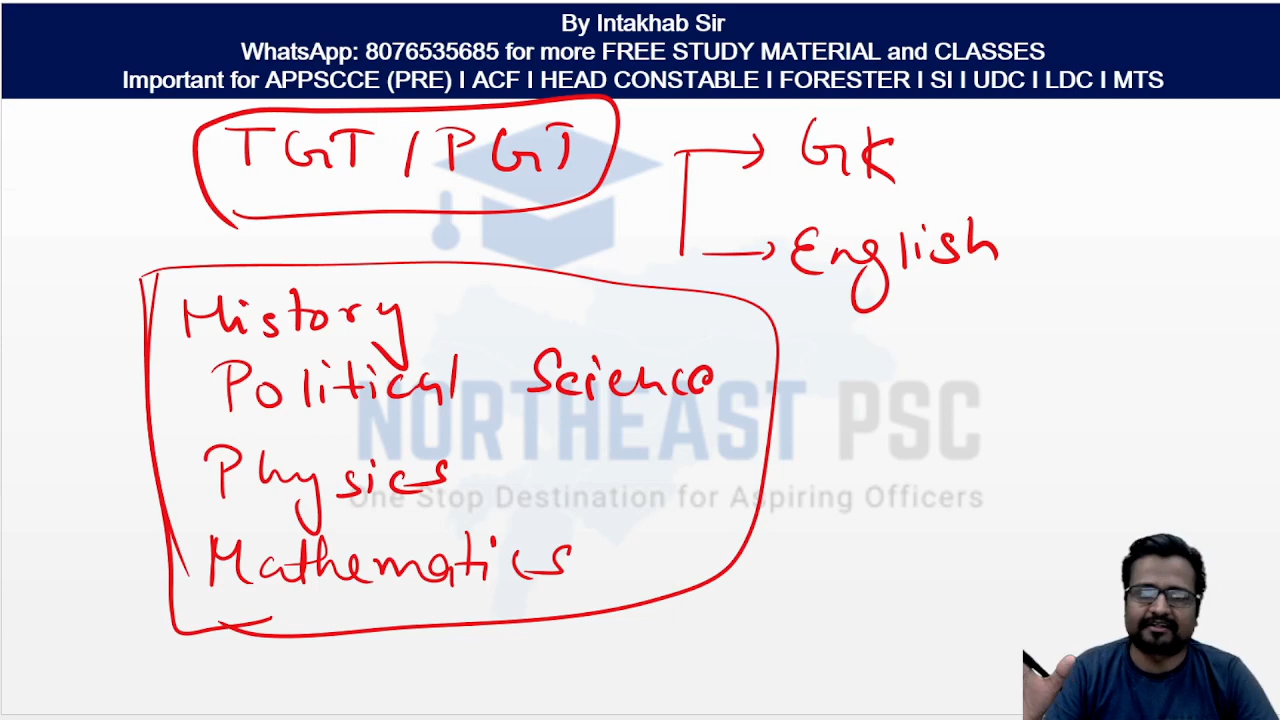 By Intakhab Sir
WhatsApp: 8076535685 for more FREE STUDY MATERIAL and CLASSES
Important for APPSCCE (PRE) I ACF I HEAD CONSTABLE I FORESTER I SI I UDC I LDC I MTS
TGT / PGT
GK
English
History
Political Science
Physics
Mathematics
NORTHEAST PSC
One Stop Destination for Aspiring Officers